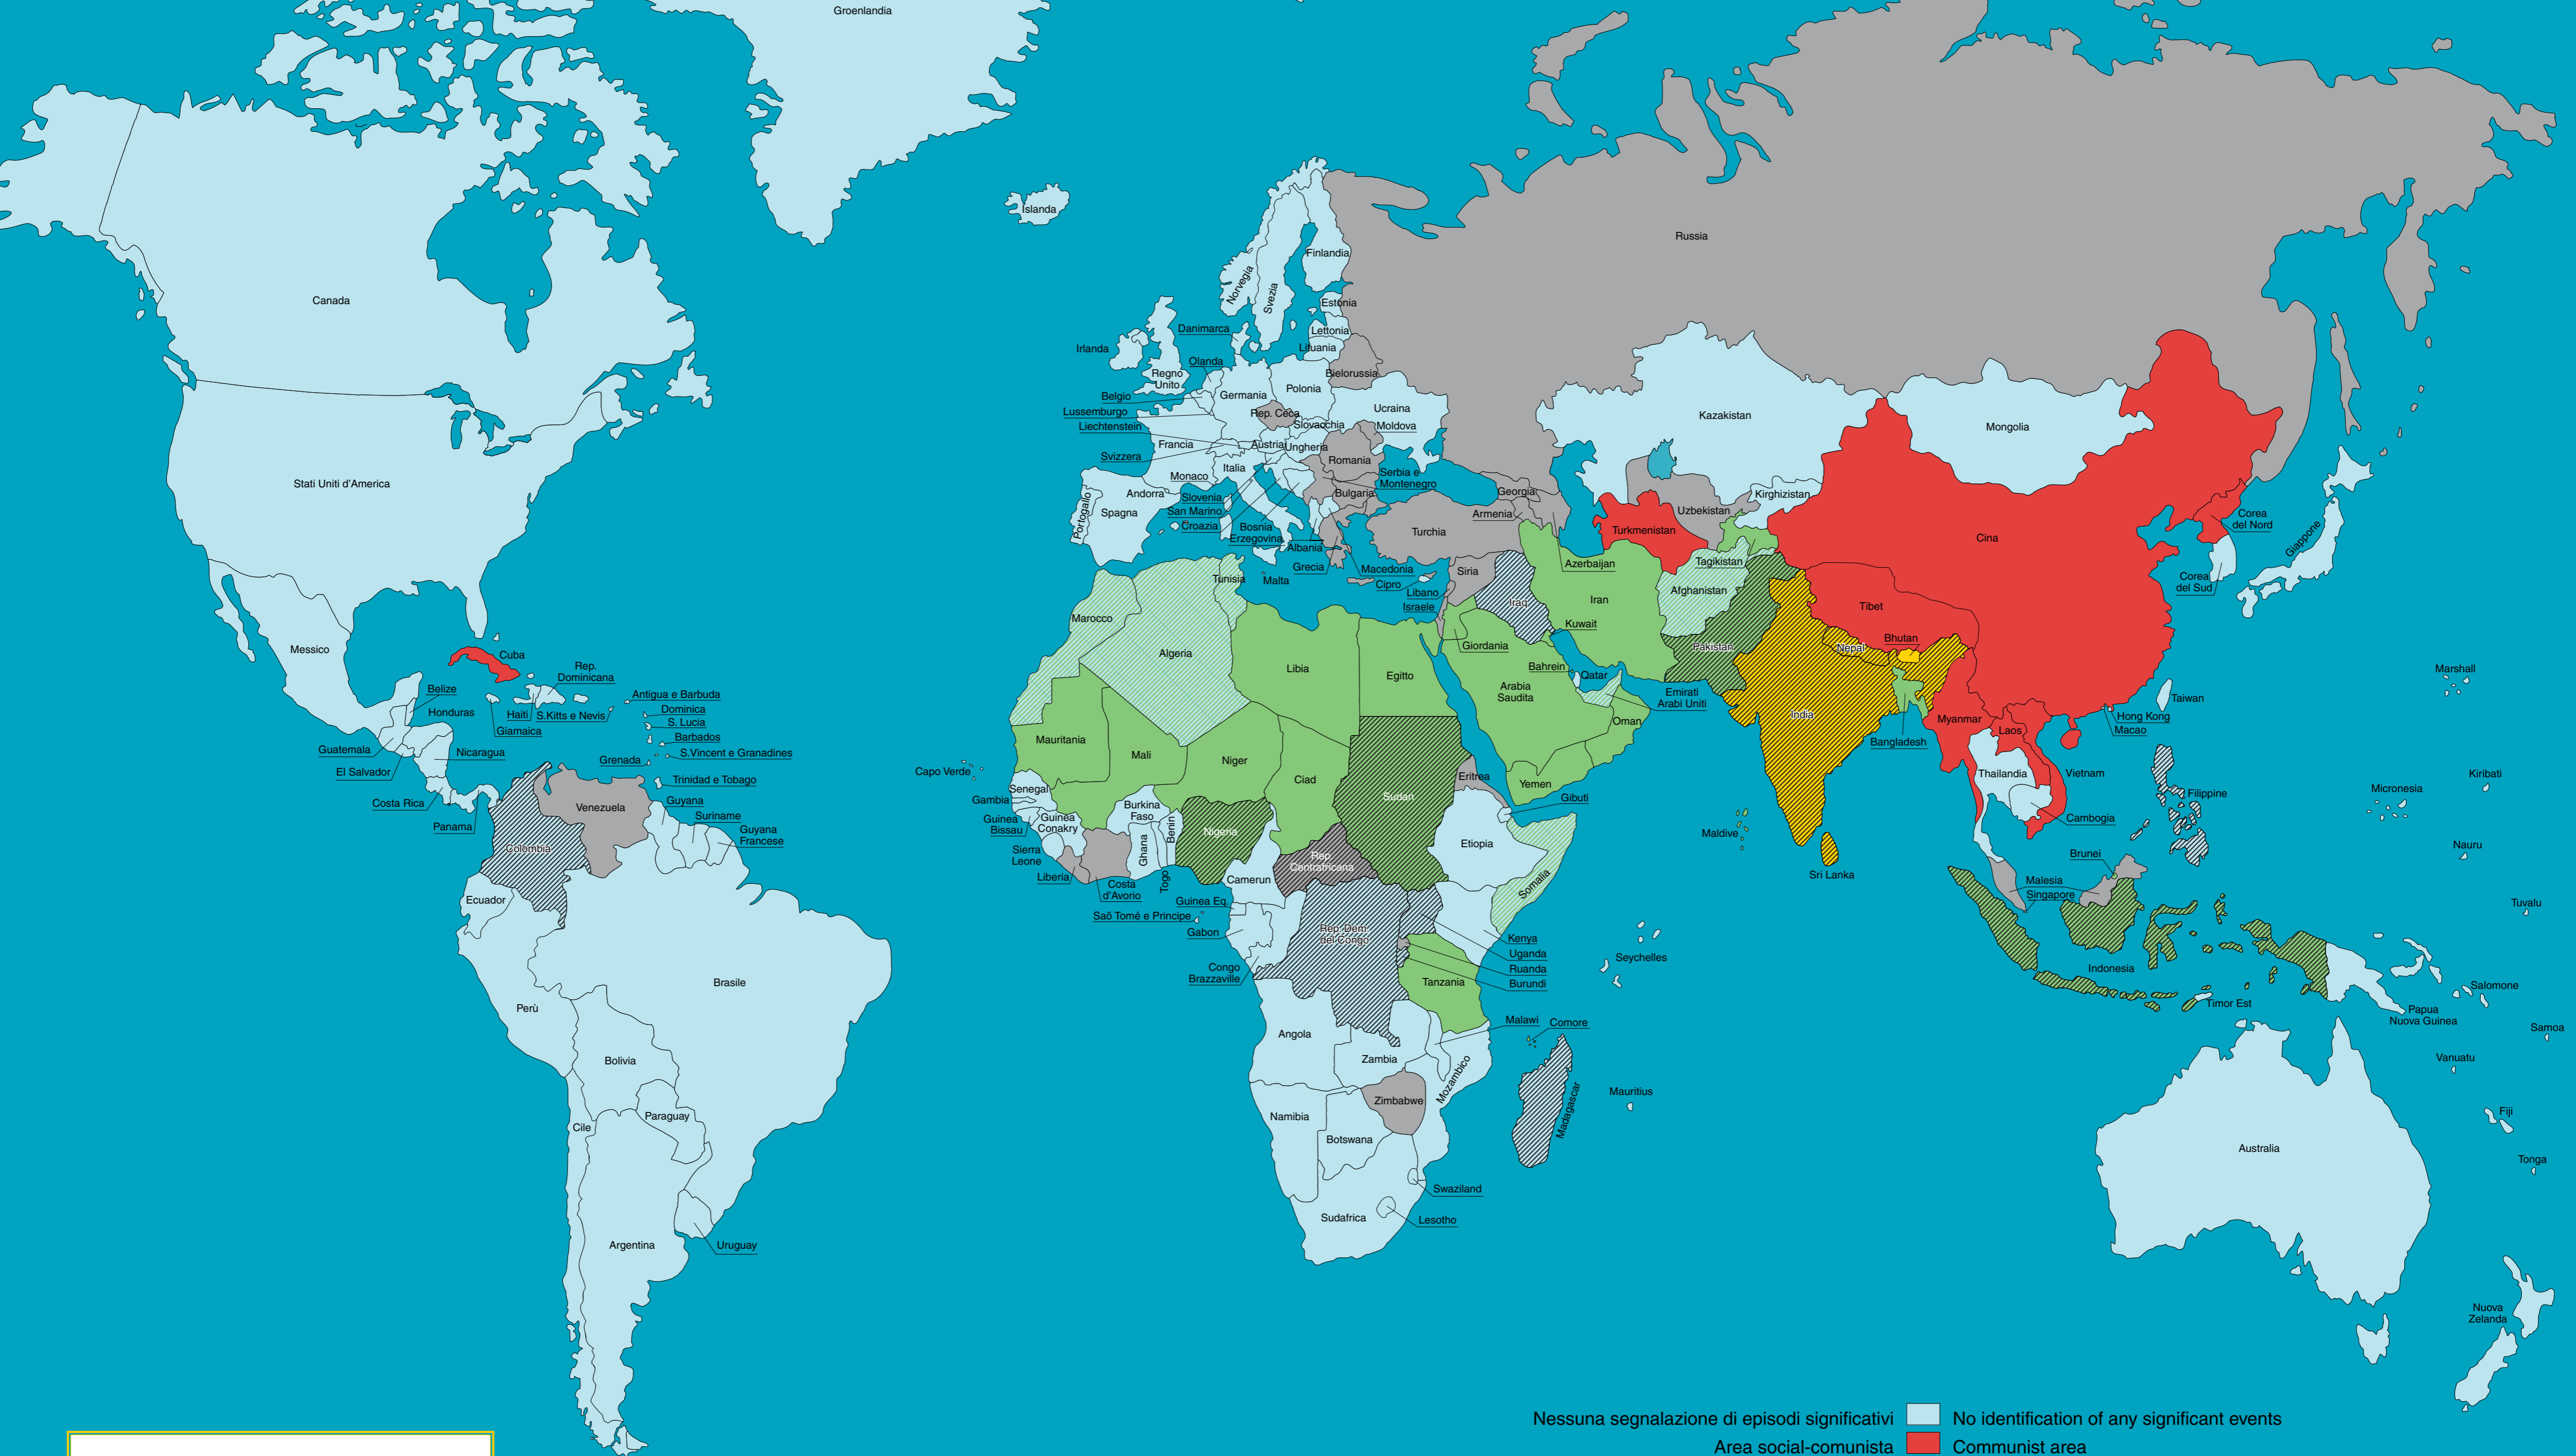 Groenlandia
Islanda
Canada
Stati Uniti d'America
Messico
Cuba
Rep.
Dominicana
Belize
Honduras
Haiti
S.Kitts e Nevis
Antigua e Barbuda
Dominica
S. Lucia
Giamaica
Barbados
Guatemala
Nicaragua
S.Vincent e Granadines
Grenada
El Salvador
Trinidad e Tobago
Costa Rica
Panama
Venezuela
Guyana
Suriname
Guyana
Francese
Colombia
Ecuador
Perù
Brasile
Bolivia
Paraguay
Cile
Argentina
Uruguay
Norvegia
Svezia
Finlandia
Estonia
Lettonia
Lituania
Danimarca
Irlanda
Olanda
Regno
Unito
Belgio
Lussemburgo
Liechtenstein
Germania
Polonia
Bielorussia
Rep. Ceca
Slovacchia
Ucraina
Moldova
Francia
Austria
Ungheria
Svizzera
Italia
Romania
Monaco
Serbia e
Montenegro
Andorra
Slovenia
Bulgaria
Portogallo
Spagna
San Marino
Croazia
Bosnia
Erzegovina
Albania
Grecia
Macedonia
Malta
Cipro
Libano
Israele
Russia
Georgia
Armenia
Turchia
Azerbaijan
Siria
Iraq
Iran
Kuwait
Giordania
Bahrein
Qatar
Arabia
Saudita
Emirati
Arabi Uniti
Oman
Yemen
Kazakistan
Mongolia
Kirghizistan
Uzbekistan
Turkmenistan
Tagikistan
Afghanistan
Pakistan
Cina
Tibet
Nepal
Bhutan
India
Bangladesh
Myanmar
Laos
Thailandia
Vietnam
Cambogia
Sri Lanka
Maldive
Corea
del Nord
Corea
del Sud
Giappone
Taiwan
Hong Kong
Macao
Filippine
Brunei
Malesia
Singapore
Indonesia
Timor Est
Papua
Nuova Guinea
Marshall
Kiribati
Micronesia
Nauru
Tuvalu
Salomone
Samoa
Vanuatu
Fiji
Tonga
Australia
Nuova
Zelanda
Marocco
Algeria
Tunisia
Libia
Egitto
Mauritania
Mali
Niger
Ciad
Sudan
Eritrea
Gibuti
Capo Verde
Senegal
Gambia
Guinea
Bissau
Guinea
Conakry
Sierra
Leone
Liberia
Costa
d'Avorio
Burkina
Faso
Ghana
Togo
Benin
Nigeria
Camerun
Rep.
Centrafricana
Etiopia
Somalia
Guinea Eq.
Saõ Tomé e Principe
Gabon
Congo
Brazzaville
Rep. Dem.
del Congo
Kenya
Uganda
Ruanda
Burundi
Tanzania
Seychelles
Malawi
Comore
Angola
Zambia
Mozambico
Madagascar
Mauritius
Zimbabwe
Namibia
Botswana
Swaziland
Sudafrica
Lesotho
Nessuna segnalazione di episodi significativi No identification of any significant events
Area social-comunista Communist area